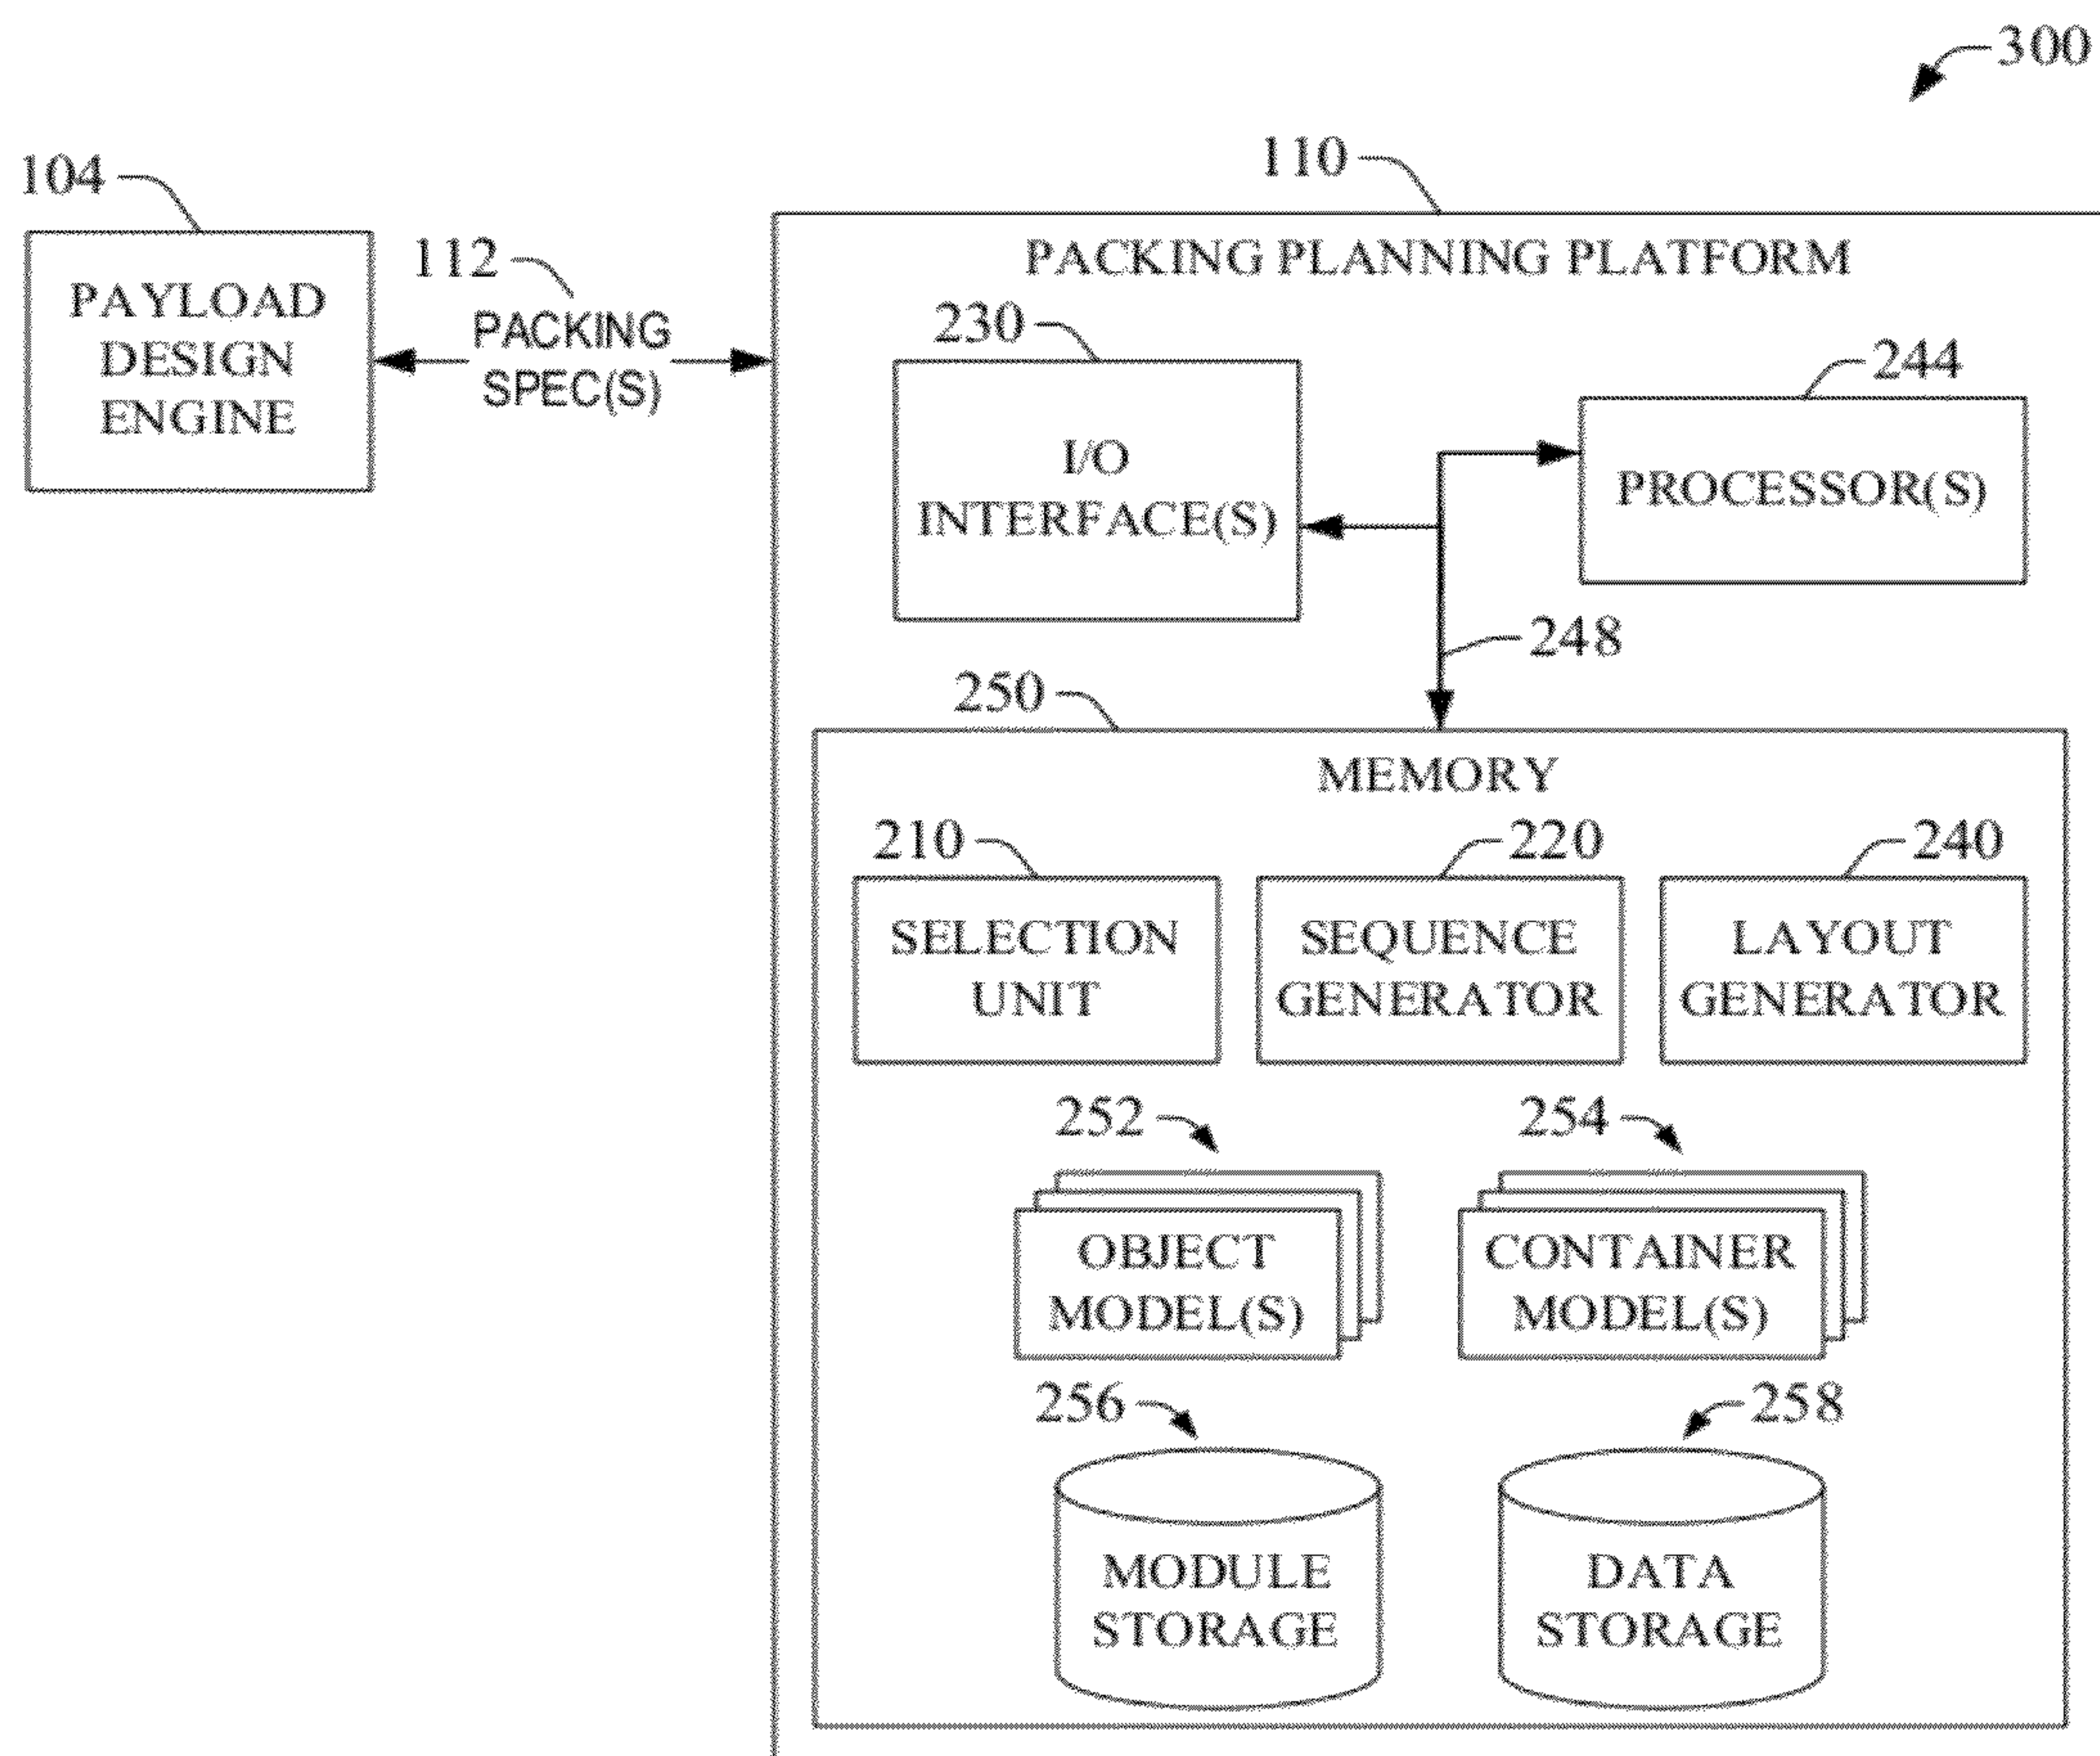 300
104
110
PAYLOAD
DESIGN
ENGINE
112
PACKING
SPEC(S)
PACKING PLANNING PLATFORM
230
I/O
INTERFACE(S)
244
PROCESSOR(S)
248
250
MEMORY
210
SELECTION
UNIT
220
SEQUENCE
GENERATOR
240
LAYOUT
GENERATOR
252
OBJECT
MODEL(S)
254
CONTAINER
MODEL(S)
256
MODULE
STORAGE
258
DATA
STORAGE